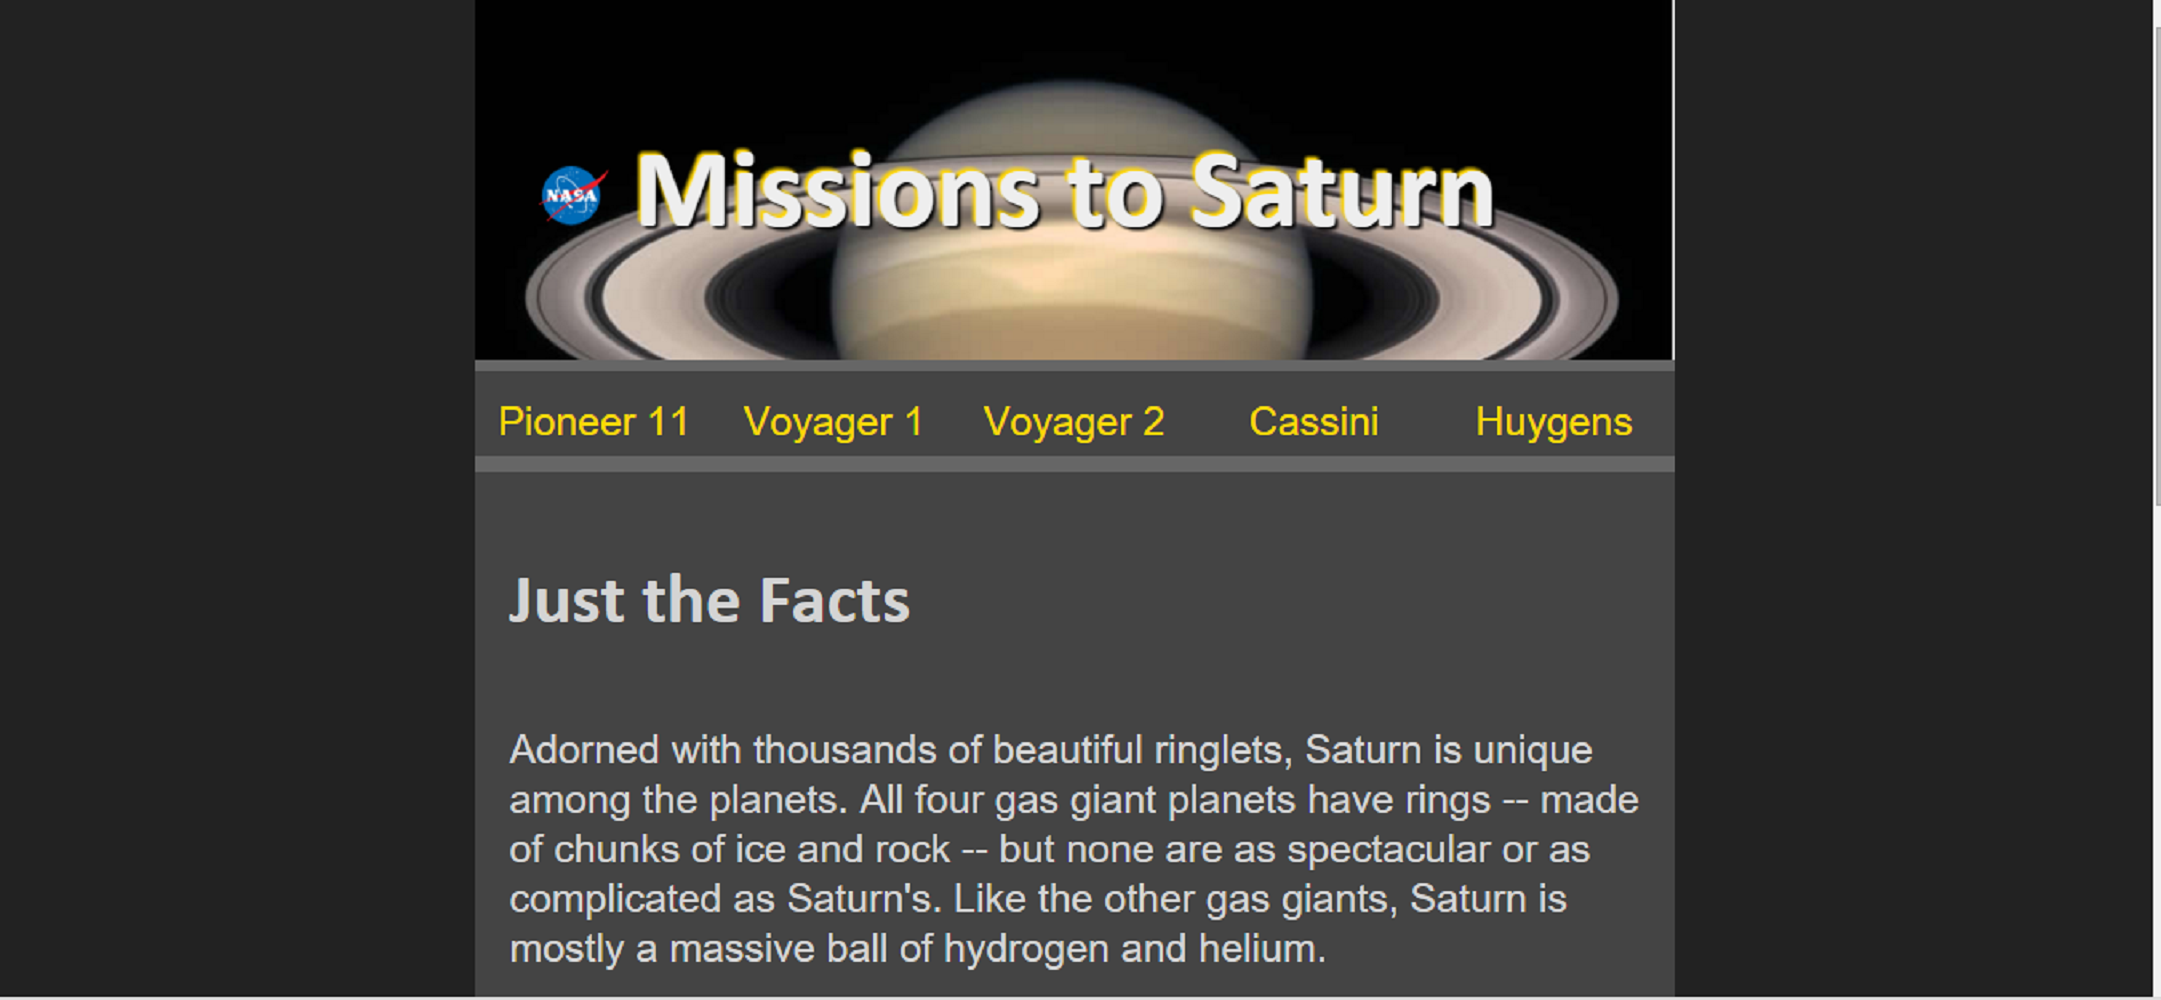 NASA
Missions to Saturn
Pioneer 11 Voyager 1 Voyager 2 Cassini Huygens
Just the Facts
Adorned with thousands of beautiful ringlets, Saturn is unique
among the planets. All four gas giant planets have rings -- made
of chunks of ice and rock -- but none are as spectacular or as
complicated as Saturn's. Like the other gas giants, Saturn is
mostly a massive ball of hydrogen and helium.